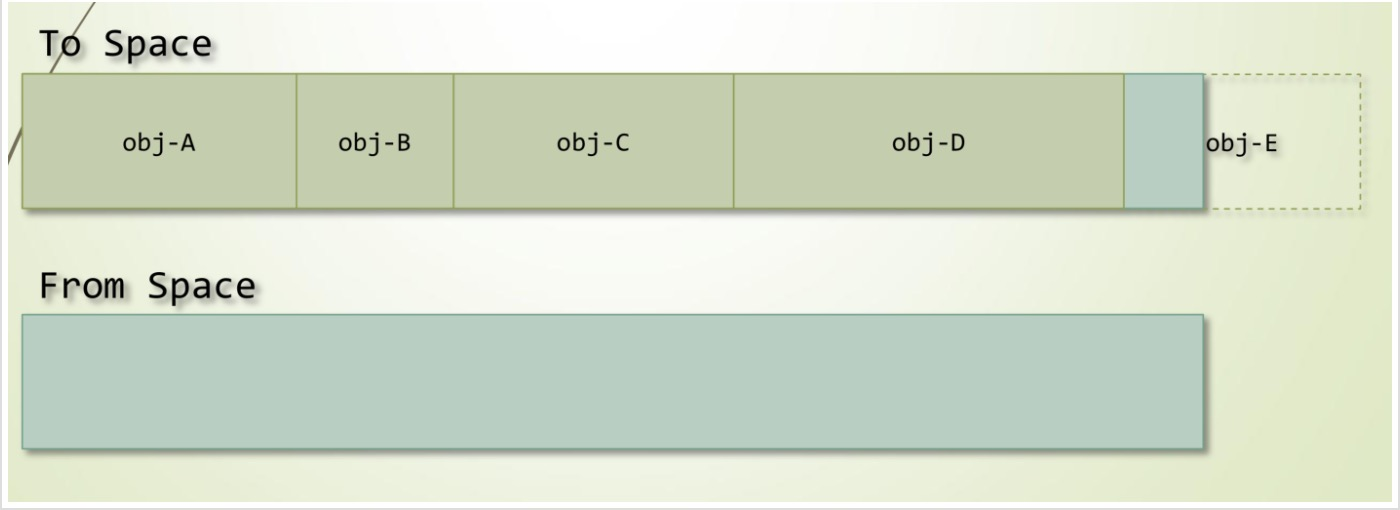 To Space
obj-A obj-B obj-C obj-D obj-E
From Space